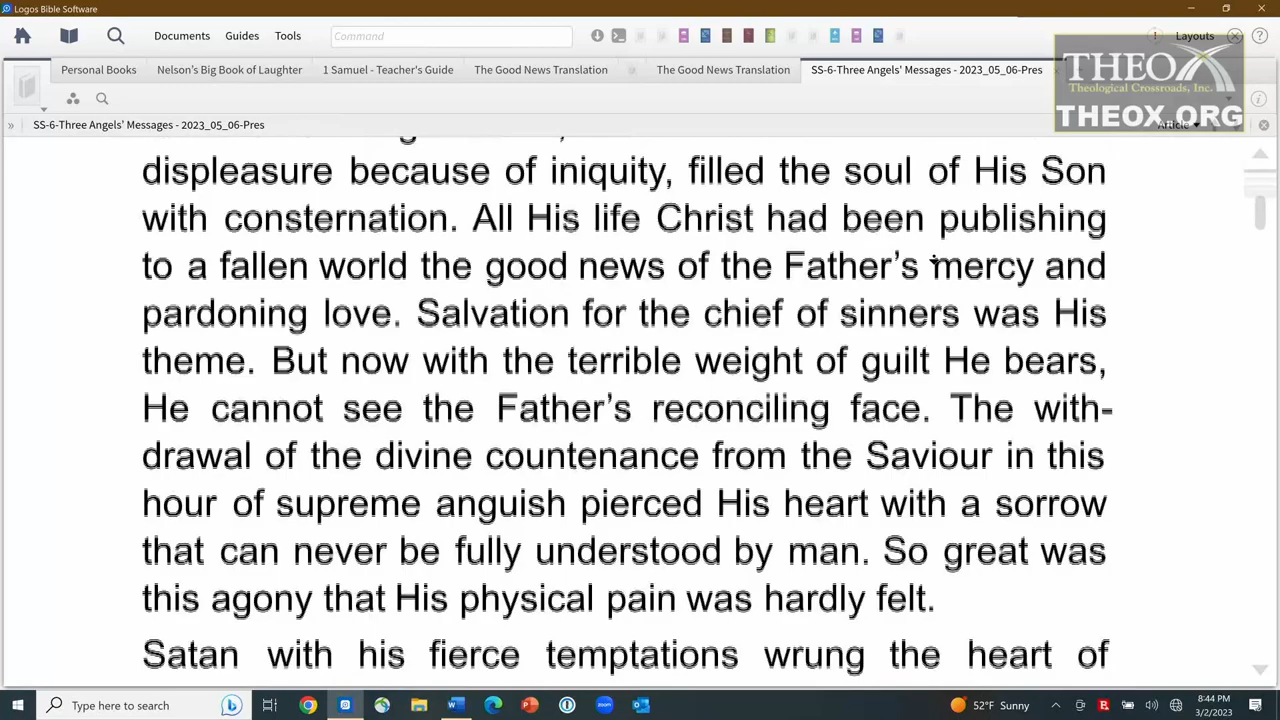 Logos Bible Software
Documents Guides Tools Command Layouts
Personal Books Nelson's Big Book of Laughter 1 Samuel - Teacher's Guide The Good News Translation The Good News Translation SS-6-Three Angels' Messages - 2023_05_06-Pres
THEOX
Theological Crossroads, Inc.
THEOX.ORG
SS-6-Three Angels' Messages - 2023_05_06-Pres Article
displeasure because of iniquity, filled the soul of His Son
with consternation. All His life Christ had been publishing
to a fallen world the good news of the Father's mercy and
pardoning love. Salvation for the chief of sinners was His
theme. But now with the terrible weight of guilt He bears,
He cannot see the Father's reconciling face. The with-
drawal of the divine countenance from the Saviour in this
hour of supreme anguish pierced His heart with a sorrow
that can never be fully understood by man. So great was
this agony that His physical pain was hardly felt.
Satan with his fierce temptations wrung the heart of
Type here to search 52°F Sunny 8:44 PM
3/2/2023